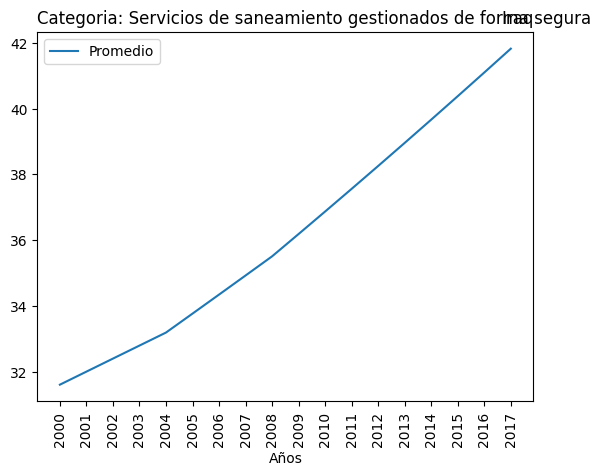 Categoria: Servicios de saneamiento gestionados de forma segura
Iraq
Promedio
42
40
38
36
34
32
2000 2001 2002 2003 2004 2005 2006 2007 2008 2009 2010 2011 2012 2013 2014 2015 2016 2017
Años